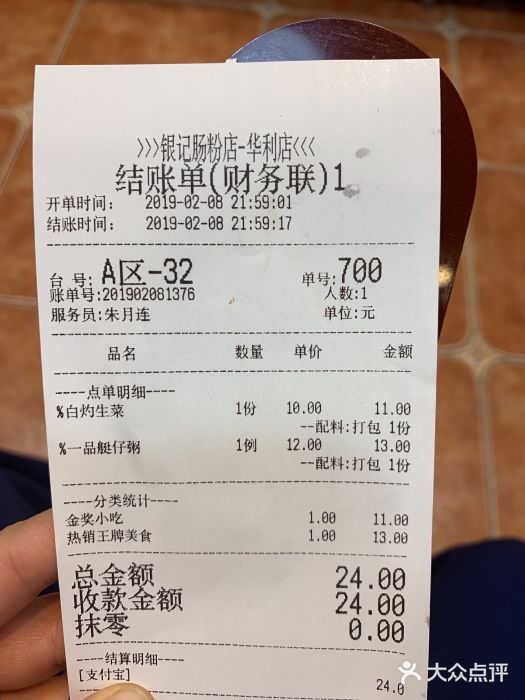 >>>银记肠粉店-华利店<<<
结账单(财务联)1
开单时间: 2019-02-08 21:59:01
结账时间: 2019-02-08 21:59:17
台号:A区-32 单号:700
账单号:201902081376 人数:1
服务员:朱月连 单位:元
品名 数量 单价 金额
----点单明细----
%白灼生菜 1份 10.00 11.00
--配料:打包 1份
%一品艇仔粥 1例 12.00 13.00
--配料:打包 1份
----分类统计----
金奖小吃 1.00 11.00
热销王牌美食 1.00 13.00
总金额 24.00
收款金额 24.00
抹零 0.00
----结算明细----
[支付宝] 24.0
大众点评